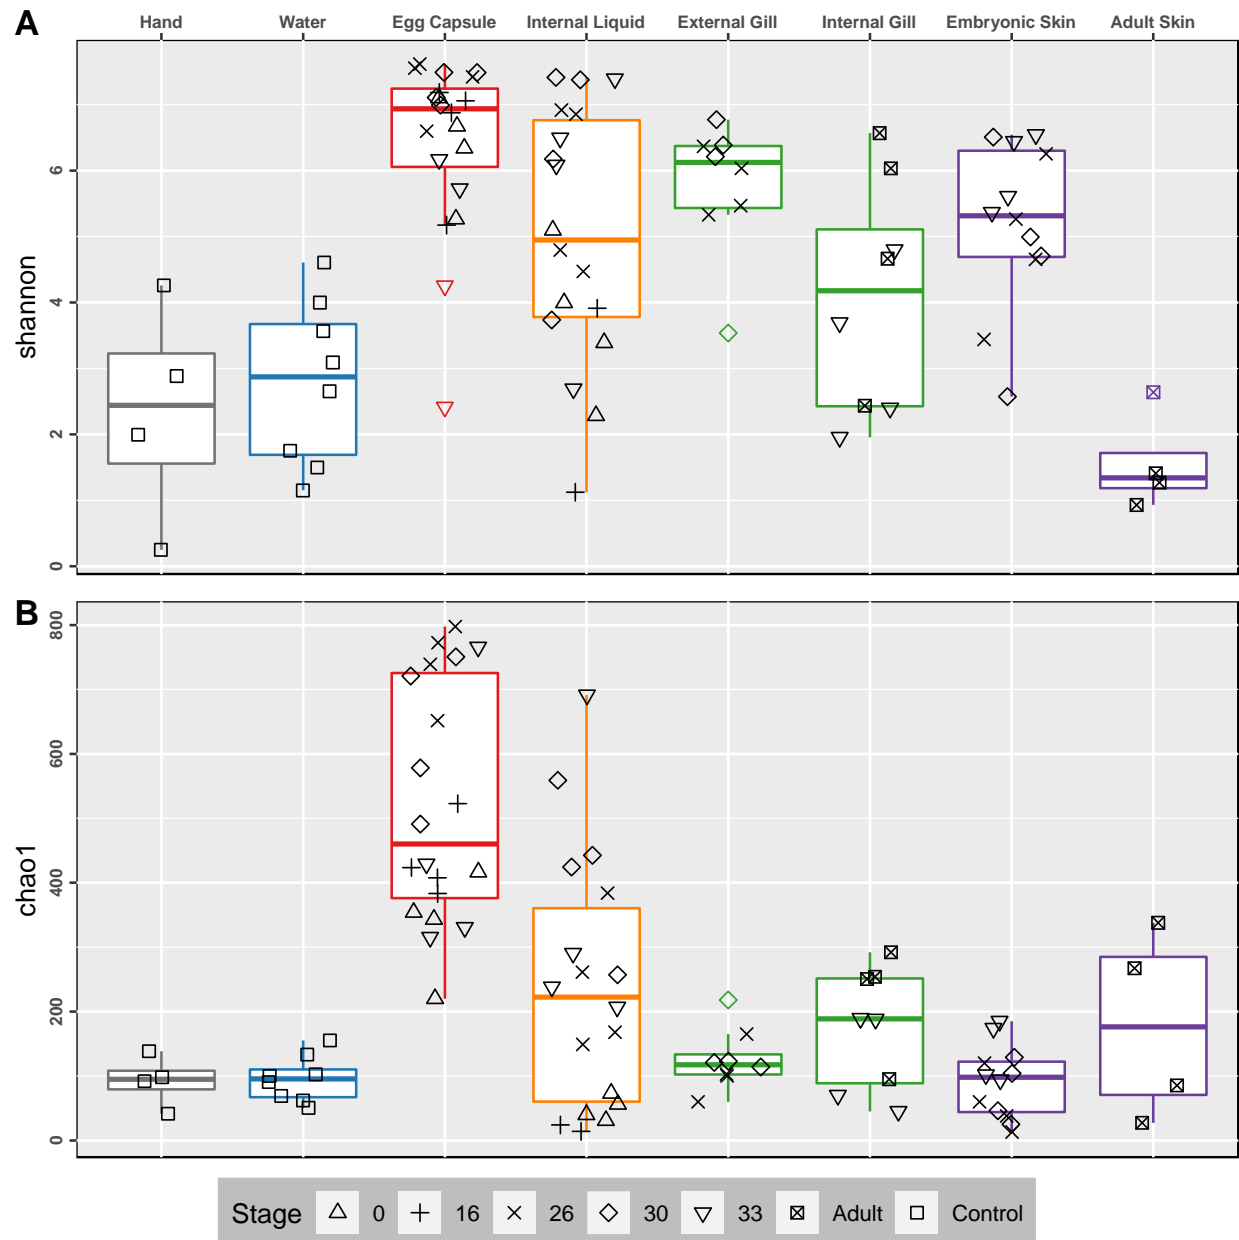 A
Hand Water Egg Capsule Internal Liquid External Gill Internal Gill Embryonic Skin Adult Skin
shannon
6
4
2
0
B
chao1
800
600
400
200
0
Stage 0 16 26 30 33 Adult Control